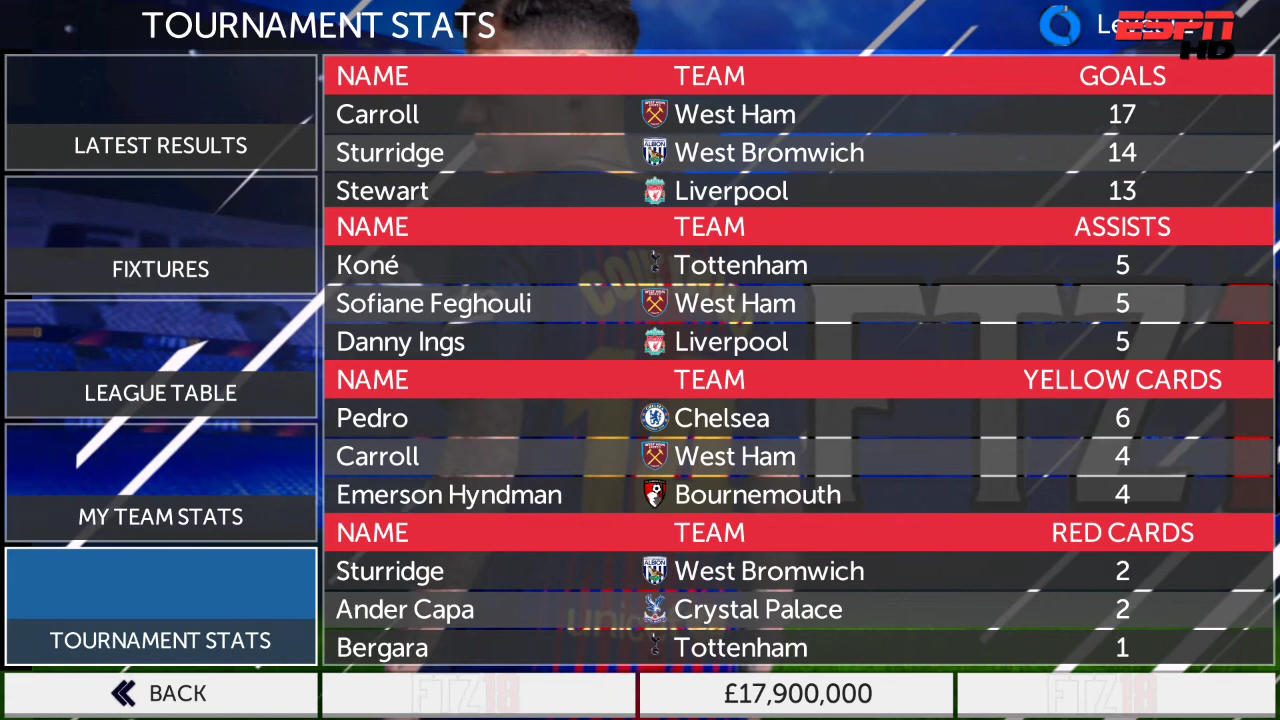 TOURNAMENT STATS
ESPN HD
LATEST RESULTS
FIXTURES
LEAGUE TABLE
MY TEAM STATS
TOURNAMENT STATS
NAME TEAM GOALS
Carroll West Ham 17
Sturridge West Bromwich 14
Stewart Liverpool 13
NAME TEAM ASSISTS
Koné Tottenham 5
Sofiane Feghouli West Ham 5
Danny Ings Liverpool 5
NAME TEAM YELLOW CARDS
Pedro Chelsea 6
Carroll West Ham 4
Emerson Hyndman Bournemouth 4
NAME TEAM RED CARDS
Sturridge West Bromwich 2
Ander Capa Crystal Palace 2
Bergara Tottenham 1
BACK FTZ18 £17,900,000 FTZ18